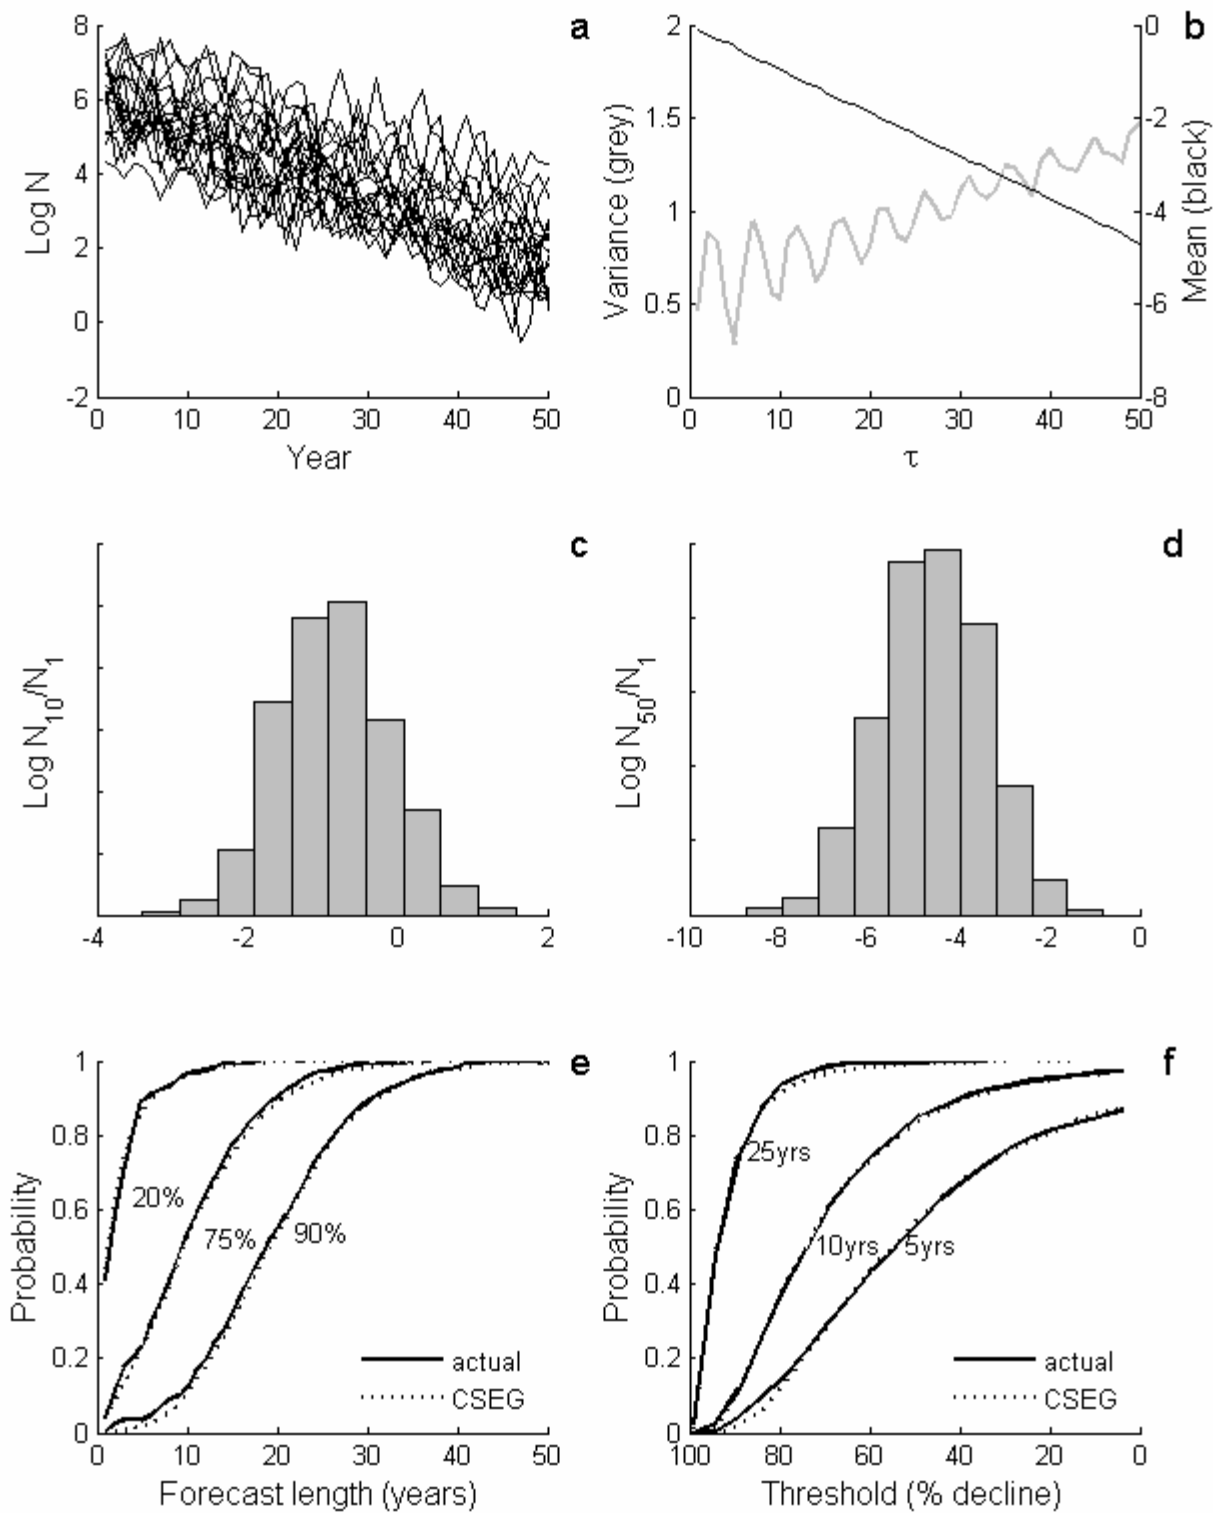 a
8
6
4
2
0
-2
Log N
0 10 20 30 40 50
Year
b
2
1.5
1
0.5
0
Variance (grey)
0
-2
-4
-6
-8
Mean (black)
0 10 20 30 40 50
τ
c
Log N10/N1
-4 -2 0 2
d
Log N50/N1
-10 -8 -6 -4 -2 0
e
1
0.8
0.6
0.4
0.2
0
Probability
20%
75%
90%
actual
CSEG
0 10 20 30 40 50
Forecast length (years)
f
1
0.8
0.6
0.4
0.2
0
Probability
25yrs
10yrs
5yrs
actual
CSEG
100 80 60 40 20 0
Threshold (% decline)